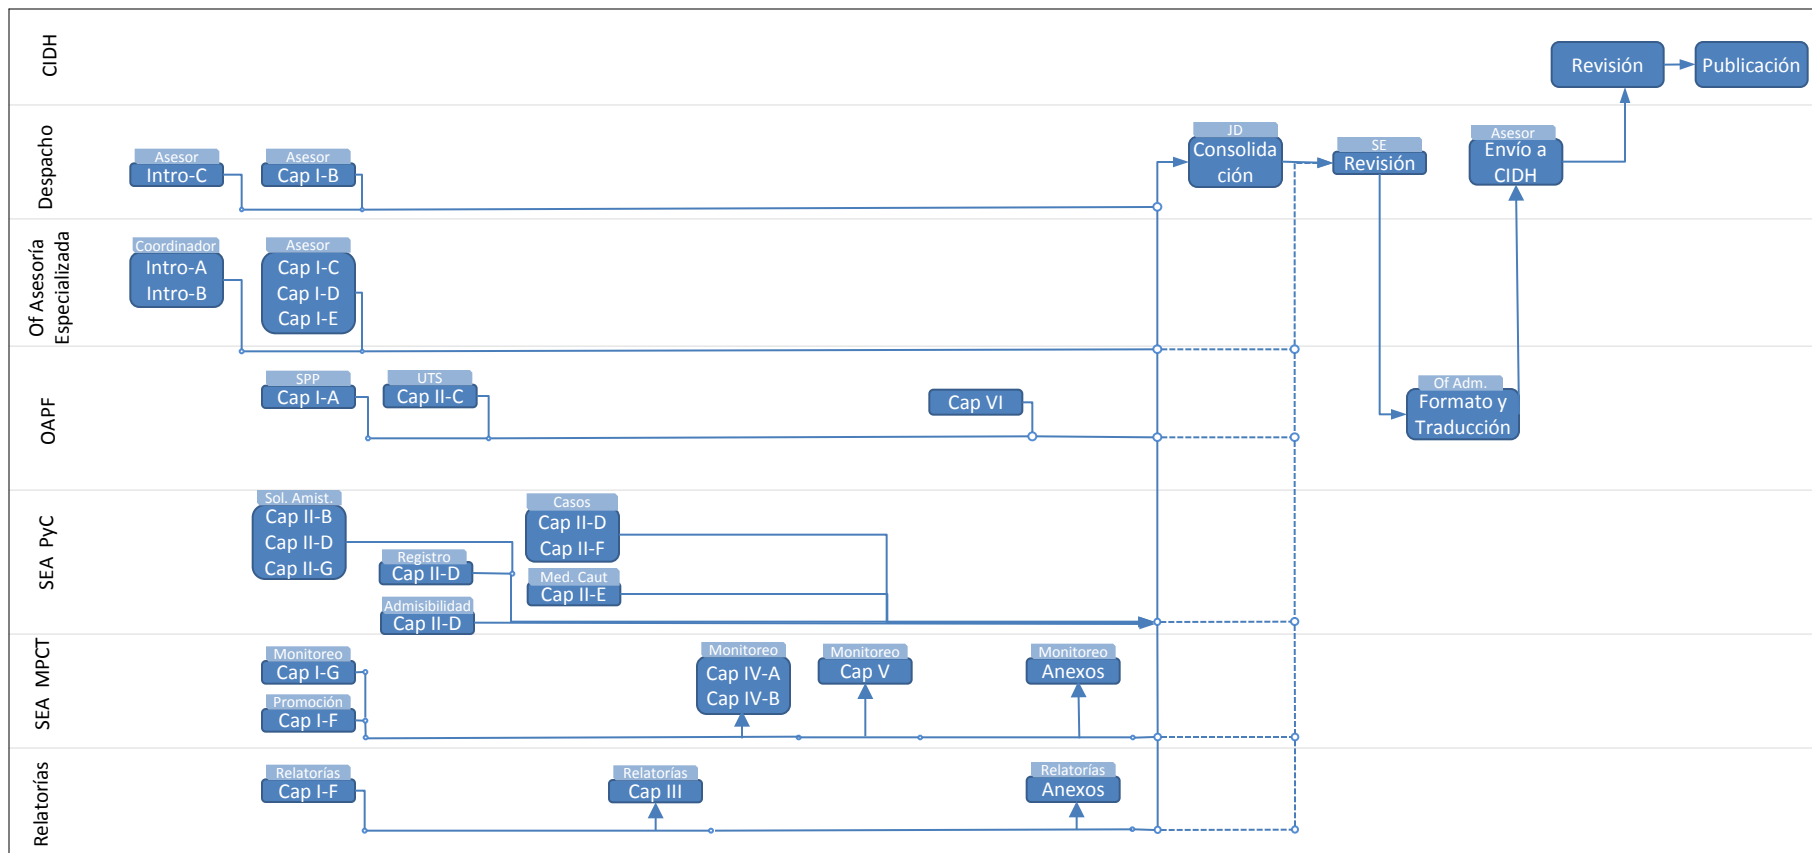 CIDH
Revisión
Publicación
Despacho
Asesor
Intro-C
Asesor
Cap I-B
JD
Consolida
ción
SE
Revisión
Asesor
Envío a
CIDH
Of Asesoría
Especializada
Coordinador
Intro-A
Intro-B
Asesor
Cap I-C
Cap I-D
Cap I-E
OAPF
SPP
Cap I-A
UTS
Cap II-C
Cap VI
Of Adm.
Formato y
Traducción
SEA PyC
Sol. Amist.
Cap II-B
Cap II-D
Cap II-G
Registro
Cap II-D
Admisibilidad
Cap II-D
Casos
Cap II-D
Cap II-F
Med. Caut
Cap II-E
SEA MPCT
Monitoreo
Cap I-G
Promoción
Cap I-F
Monitoreo
Cap IV-A
Cap IV-B
Monitoreo
Cap V
Monitoreo
Anexos
Relatorías
Relatorías
Cap I-F
Relatorías
Cap III
Relatorías
Anexos